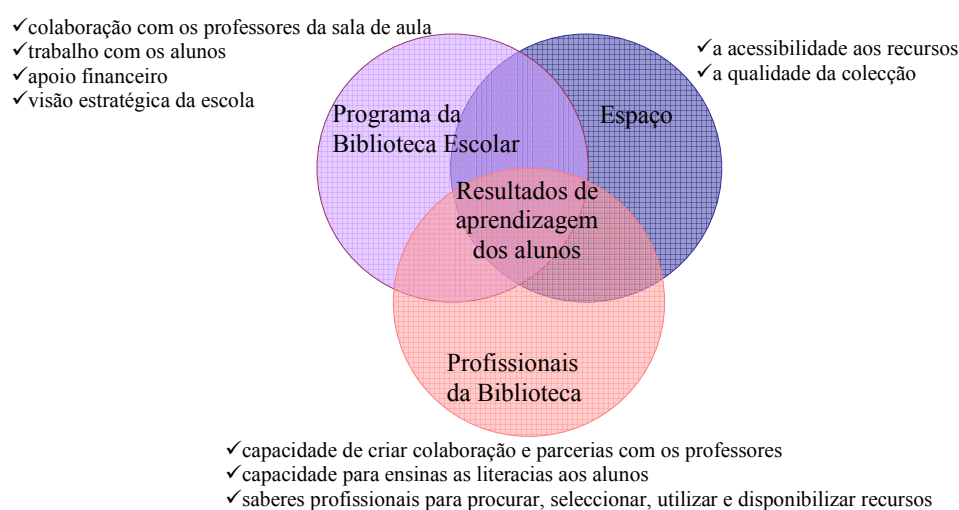 ✓colaboração com os professores da sala de aula
✓trabalho com os alunos
✓apoio financeiro
✓visão estratégica da escola
✓a acessibilidade aos recursos
✓a qualidade da colecção
Programa da
Biblioteca Escolar
Espaço
Resultados de
aprendizagem
dos alunos
Profissionais
da Biblioteca
✓capacidade de criar colaboração e parcerias com os professores
✓capacidade para ensinas as literacias aos alunos
✓saberes profissionais para procurar, seleccionar, utilizar e disponibilizar recursos